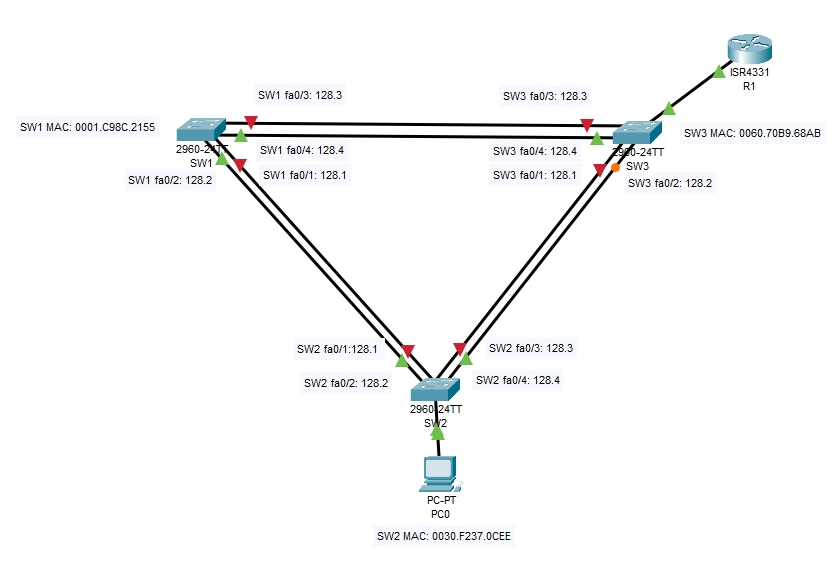 ISR4331
R1
SW1 fa0/3: 128.3
SW3 fa0/3: 128.3
SW1 MAC: 0001.C98C.2155
SW3 MAC: 0060.70B9.68AB
2960-24TT
SW1
SW1 fa0/4: 128.4
SW3 fa0/4: 128.4
2960-24TT
SW3
SW1 fa0/2: 128.2
SW1 fa0/1: 128.1
SW3 fa0/1: 128.1
SW3 fa0/2: 128.2
SW2 fa0/1:128.1
SW2 fa0/3: 128.3
SW2 fa0/2: 128.2
SW2 fa0/4: 128.4
2960-24TT
SW2
PC-PT
PC0
SW2 MAC: 0030.F237.0CEE